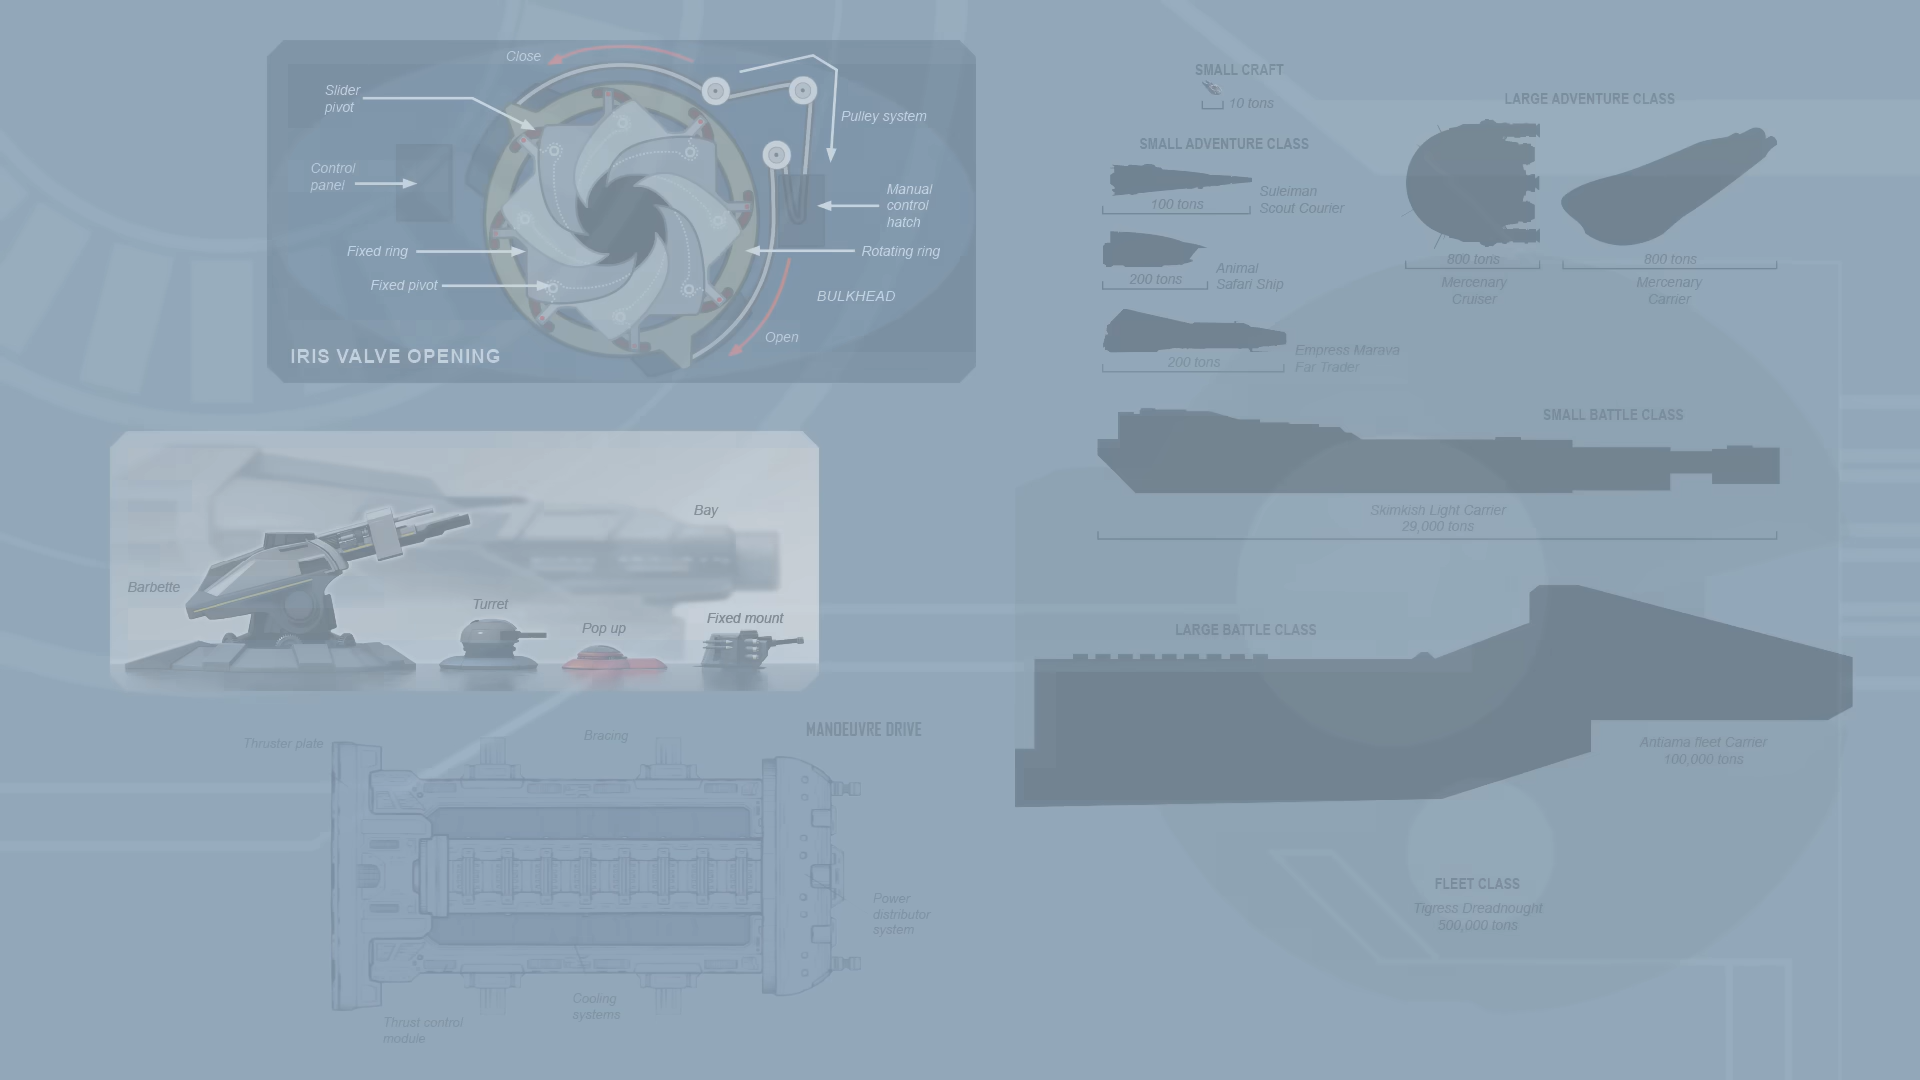 Close
Slider
pivot
Pulley system
Control
panel
Manual
control
hatch
Fixed ring
Rotating ring
Fixed pivot
BULKHEAD
Open
IRIS VALVE OPENING
Bay
Barbette
Turret
Pop up
Fixed mount
MANOEUVRE DRIVE
Thruster plate
Bracing
Power
distributor
system
Cooling
systems
Thrust control
module
SMALL CRAFT
10 tons
SMALL ADVENTURE CLASS
100 tons
Suleiman
Scout Courier
200 tons
Animal
Safari Ship
200 tons
Empress Marava
Far Trader
LARGE ADVENTURE CLASS
800 tons
Mercenary
Cruiser
800 tons
Mercenary
Carrier
SMALL BATTLE CLASS
Skimkish Light Carrier
29,000 tons
LARGE BATTLE CLASS
Antiama fleet Carrier
100,000 tons
FLEET CLASS
Tigress Dreadnought
500,000 tons